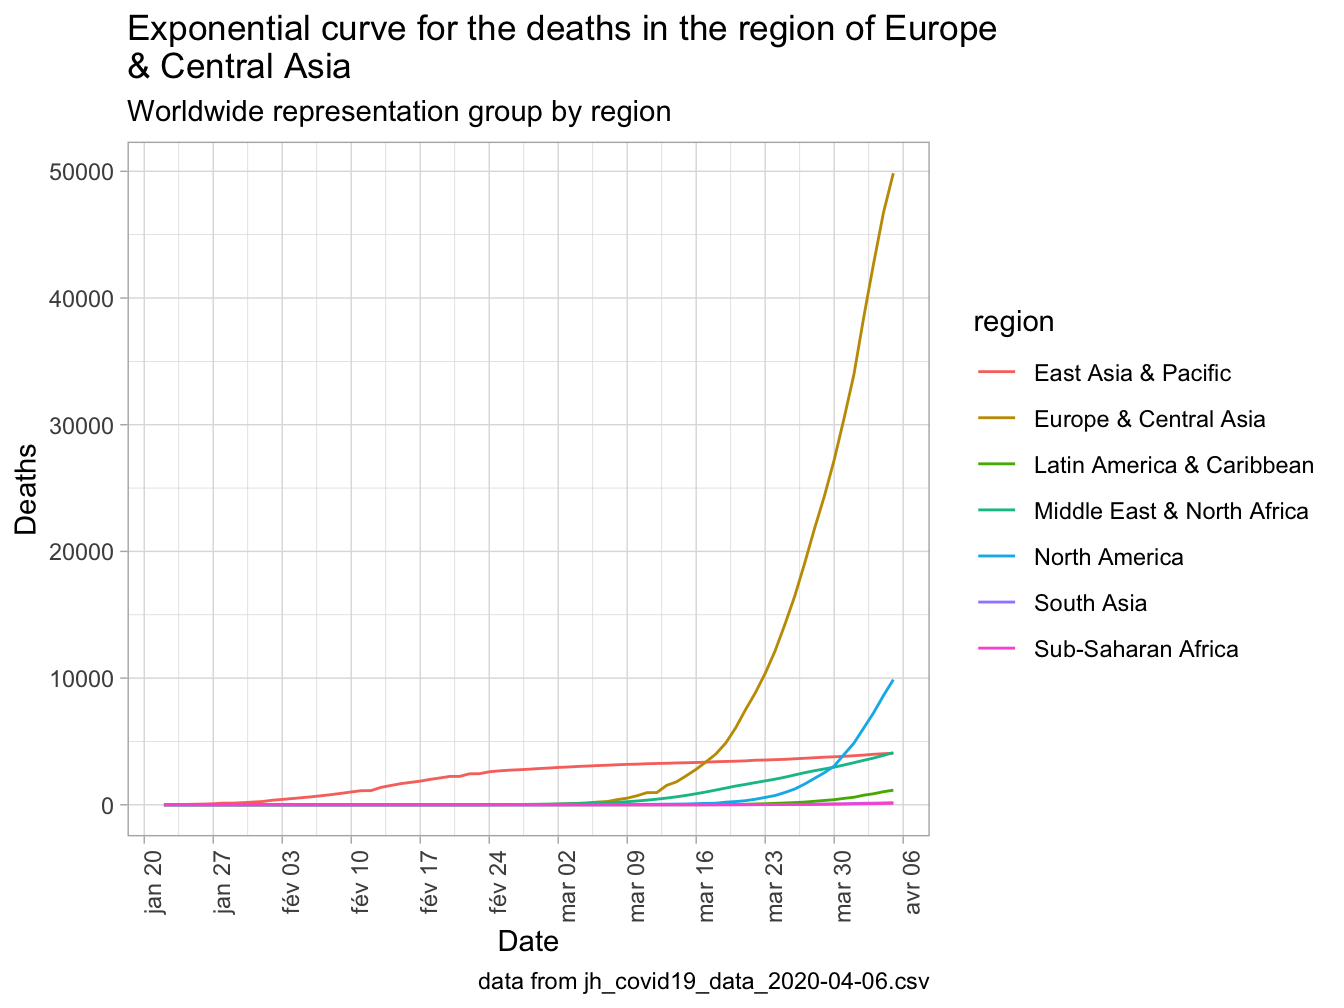 Exponential curve for the deaths in the region of Europe
& Central Asia
Worldwide representation group by region
50000
40000
30000
20000
10000
0
Deaths
jan 20
jan 27
fév 03
fév 10
fév 17
fév 24
mar 02
mar 09
mar 16
mar 23
mar 30
avr 06
Date
region
East Asia & Pacific
Europe & Central Asia
Latin America & Caribbean
Middle East & North Africa
North America
South Asia
Sub-Saharan Africa
data from jh_covid19_data_2020-04-06.csv